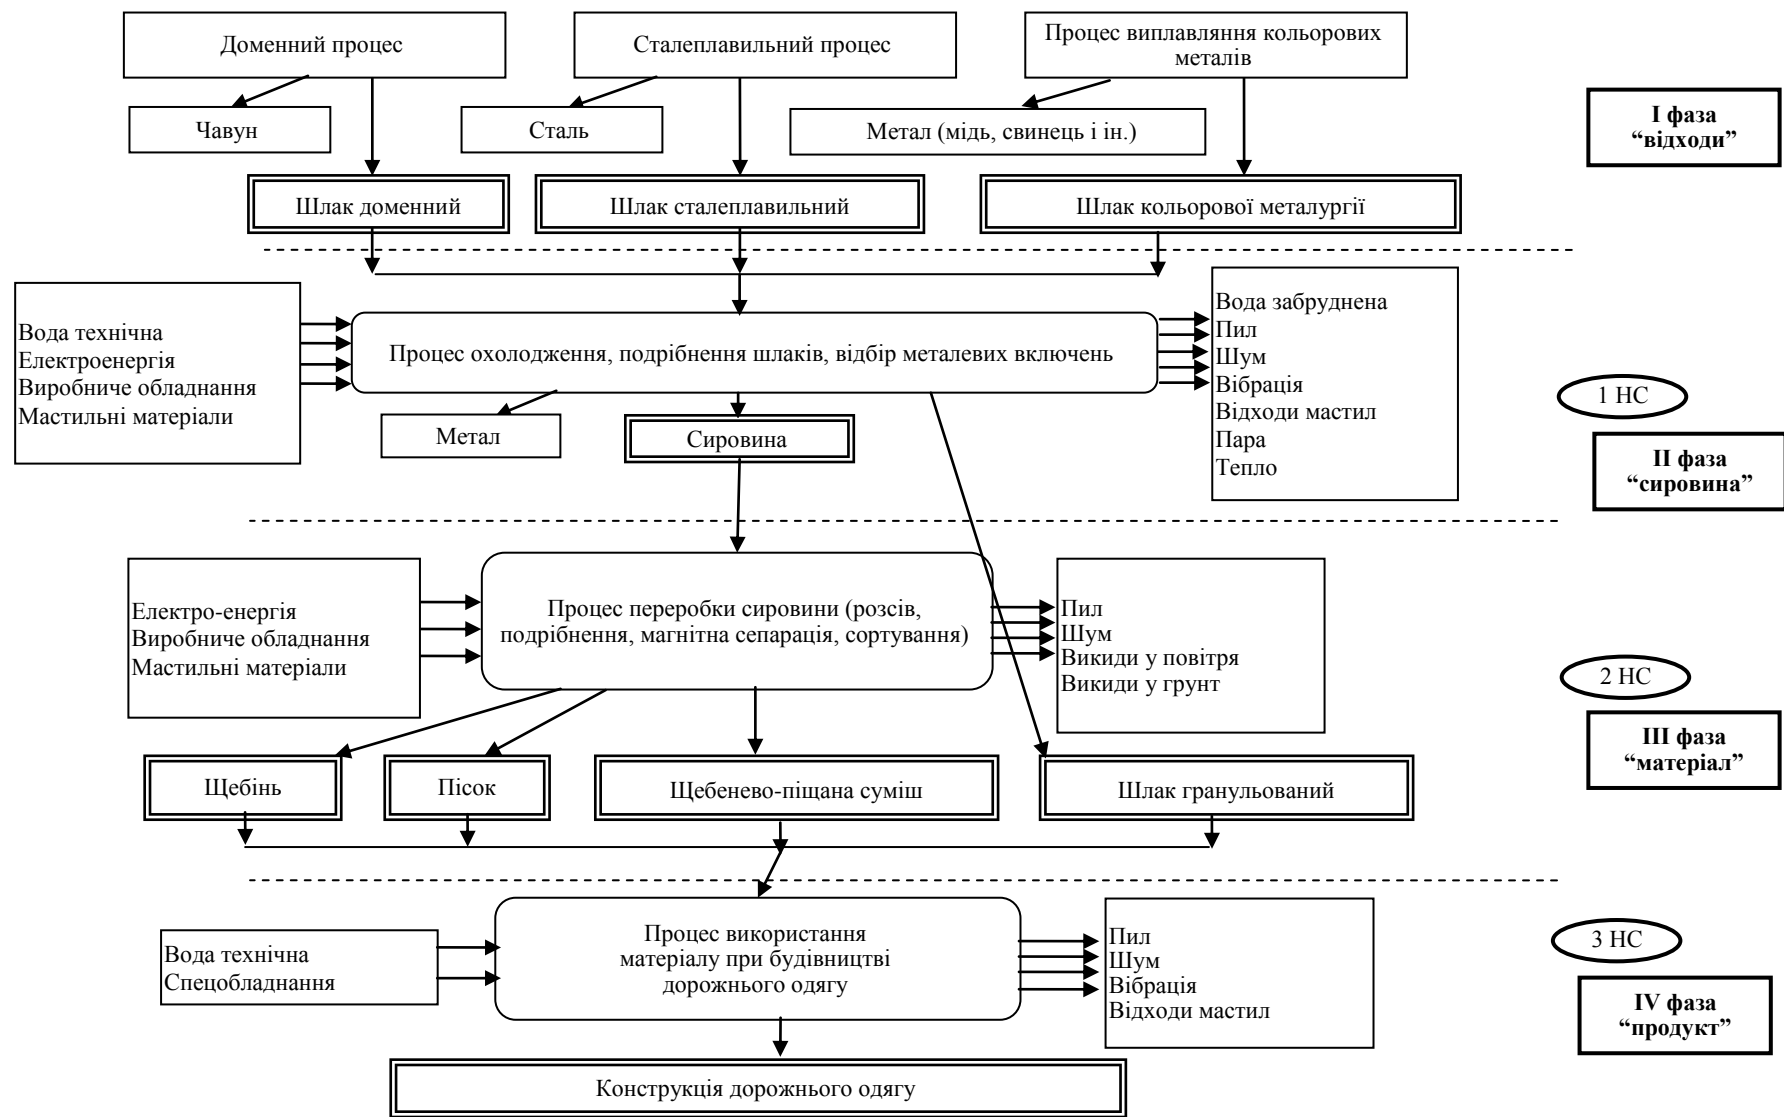 Доменний процес
Сталеплавильний процес
Процес виплавляння кольорових
металів
Чавун
Сталь
Метал (мідь, свинець і ін.)
I фаза
“відходи”
Шлак доменний
Шлак сталеплавильний
Шлак кольорової металургії
Вода технічна
Електроенергія
Виробниче обладнання
Мастильні матеріали
Процес охолодження, подрібнення шлаків, відбір металевих включень
Вода забруднена
Пил
Шум
Вібрація
Відходи мастил
Пара
Тепло
1 НС
Метал
Сировина
II фаза
“сировина”
Електро-енергія
Виробниче обладнання
Мастильні матеріали
Процес переробки сировини (розсів,
подрібнення, магнітна сепарація, сортування)
Пил
Шум
Викиди у повітря
Викиди у грунт
2 НС
III фаза
“матеріал”
Щебінь
Пісок
Щебенево-піщана суміш
Шлак гранульований
Вода технічна
Спецобладнання
Процес використання
матеріалу при будівництві
дорожнього одягу
Пил
Шум
Вібрація
Відходи мастил
3 НС
IV фаза
“продукт”
Конструкція дорожнього одягу